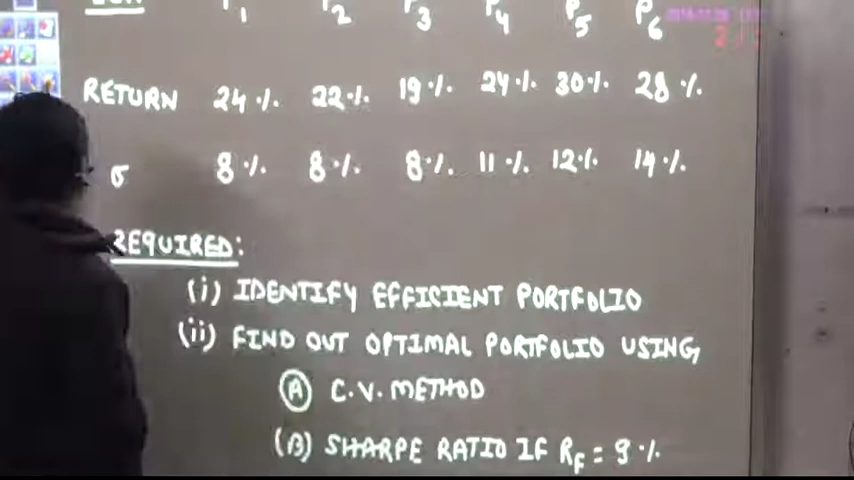 P1 P2 P3 P4 P5 P6
RETURN 24 % 22 % 19 % 24 % 30 % 28 %
σ 8 % 8 % 8 % 11 % 12 % 14 %
REQUIRED:
(i) IDENTIFY EFFICIENT PORTFOLIO
(ii) FIND OUT OPTIMAL PORTFOLIO USING
(A) C.V. METHOD
(B) SHARPE RATIO IF RF = 9 %